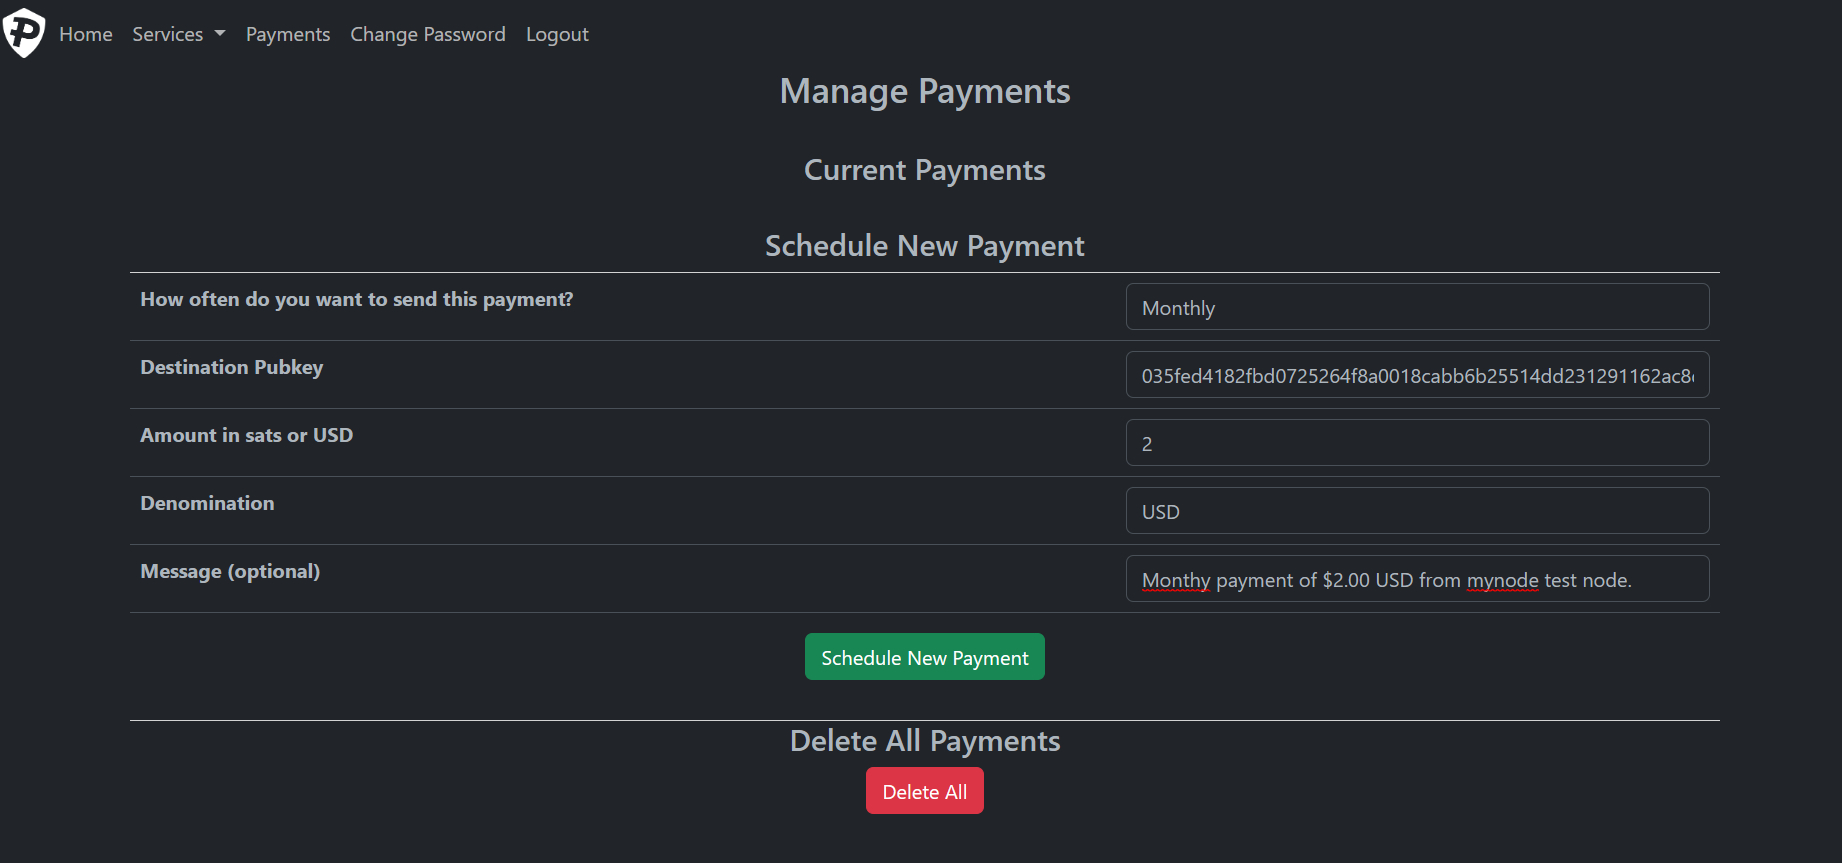 Home Services Payments Change Password Logout
Manage Payments
Current Payments
Schedule New Payment
How often do you want to send this payment? Monthly
Destination Pubkey 035fed4182fbd0725264f8a0018cabb6b25514dd231291162ac8
Amount in sats or USD 2
Denomination USD
Message (optional) Monthy payment of $2.00 USD from mynode test node.
Schedule New Payment
Delete All Payments
Delete All